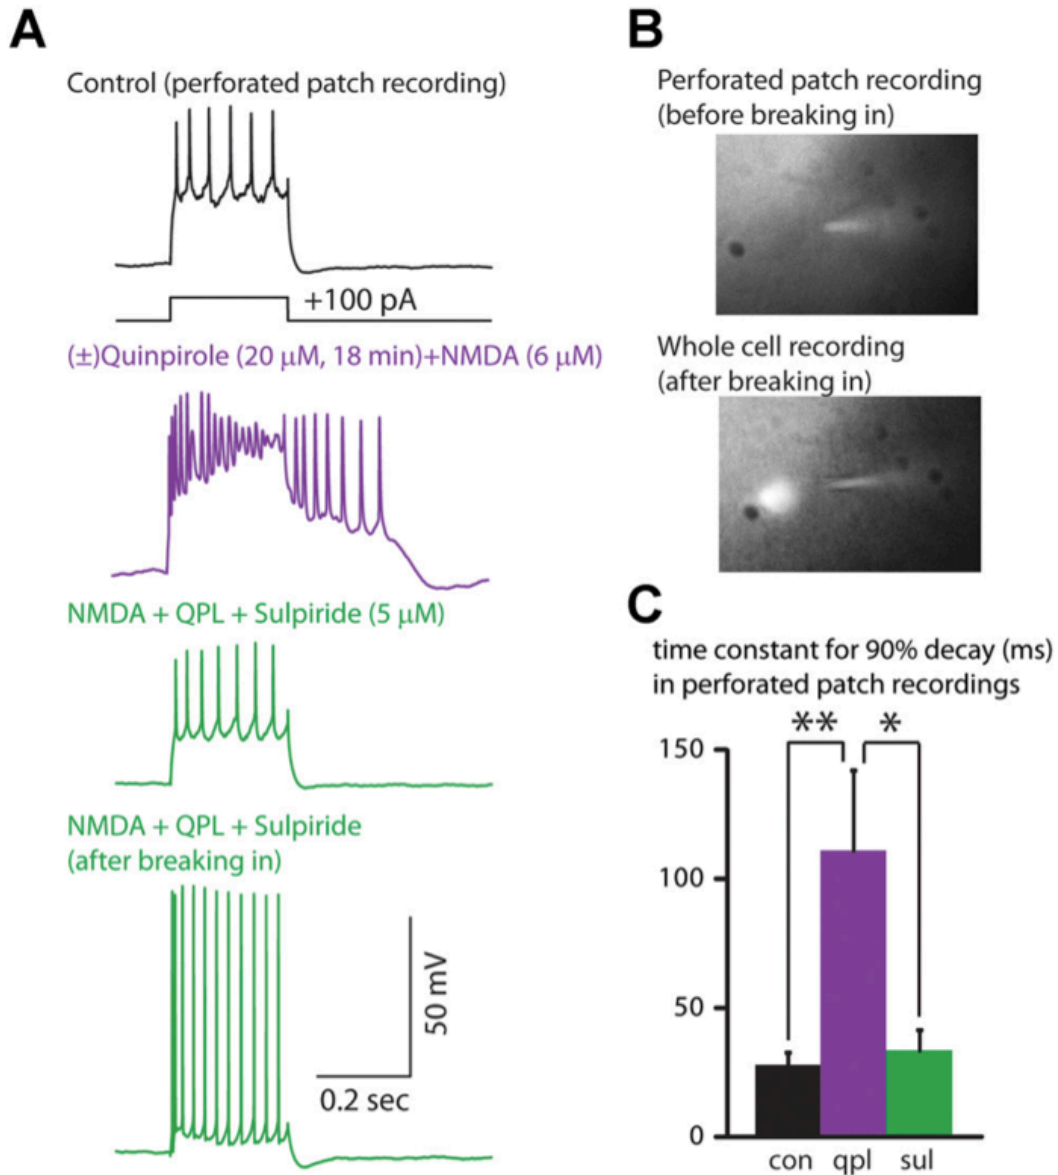 A
Control (perforated patch recording)
+100 pA
(±)Quinpirole (20 μM, 18 min)+NMDA (6 μM)
NMDA + QPL + Sulpiride (5 μM)
NMDA + QPL + Sulpiride
(after breaking in)
50 mV
0.2 sec
B
Perforated patch recording
(before breaking in)
Whole cell recording
(after breaking in)
C
time constant for 90% decay (ms)
in perforated patch recordings
** *
150
100
50
0
con qpl sul